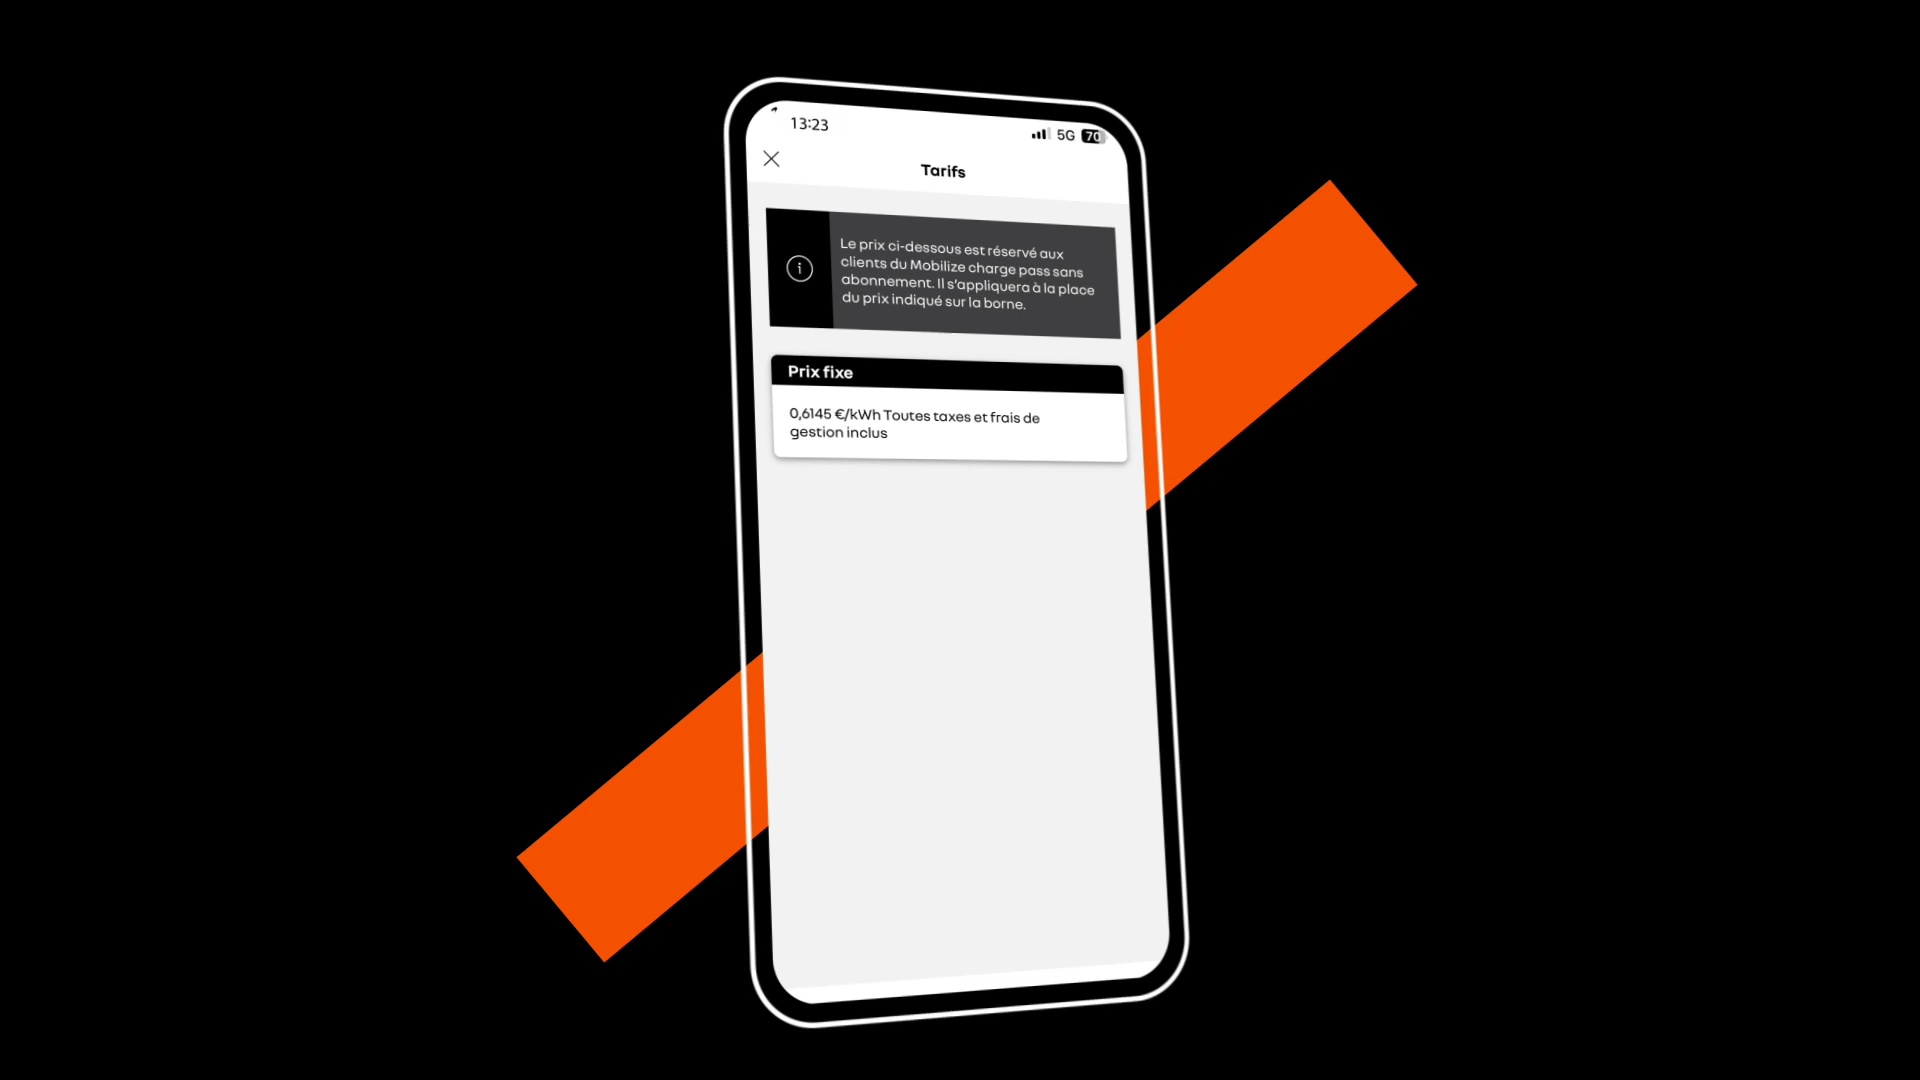 13:23
5G 70
Tarifs
Le prix ci-dessous est réservé aux
clients du Mobilize charge pass sans
abonnement. Il s'appliquera à la place
du prix indiqué sur la borne.
Prix fixe
0,6145 €/kWh Toutes taxes et frais de
gestion inclus